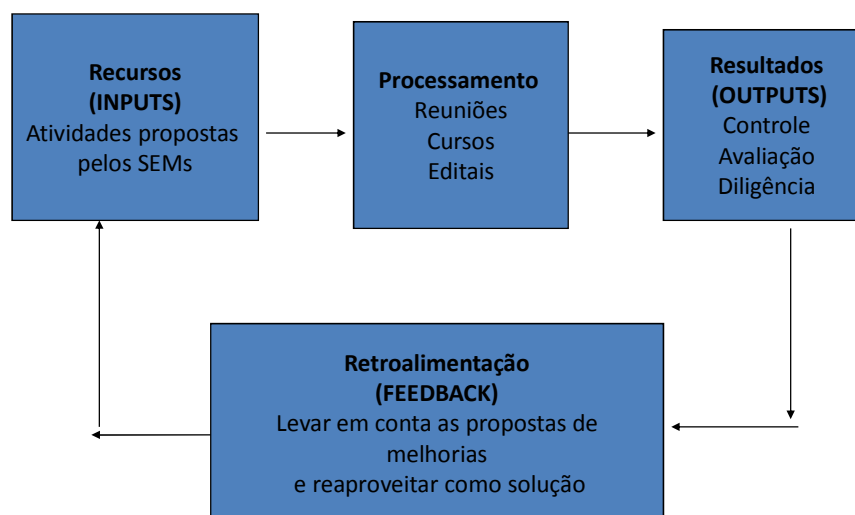 Recursos
(INPUTS)
Atividades propostas
pelos SEMs
Processamento
Reuniões
Cursos
Editais
Resultados
(OUTPUTS)
Controle
Avaliação
Diligência
Retroalimentação
(FEEDBACK)
Levar em conta as propostas de
melhorias
e reaproveitar como solução